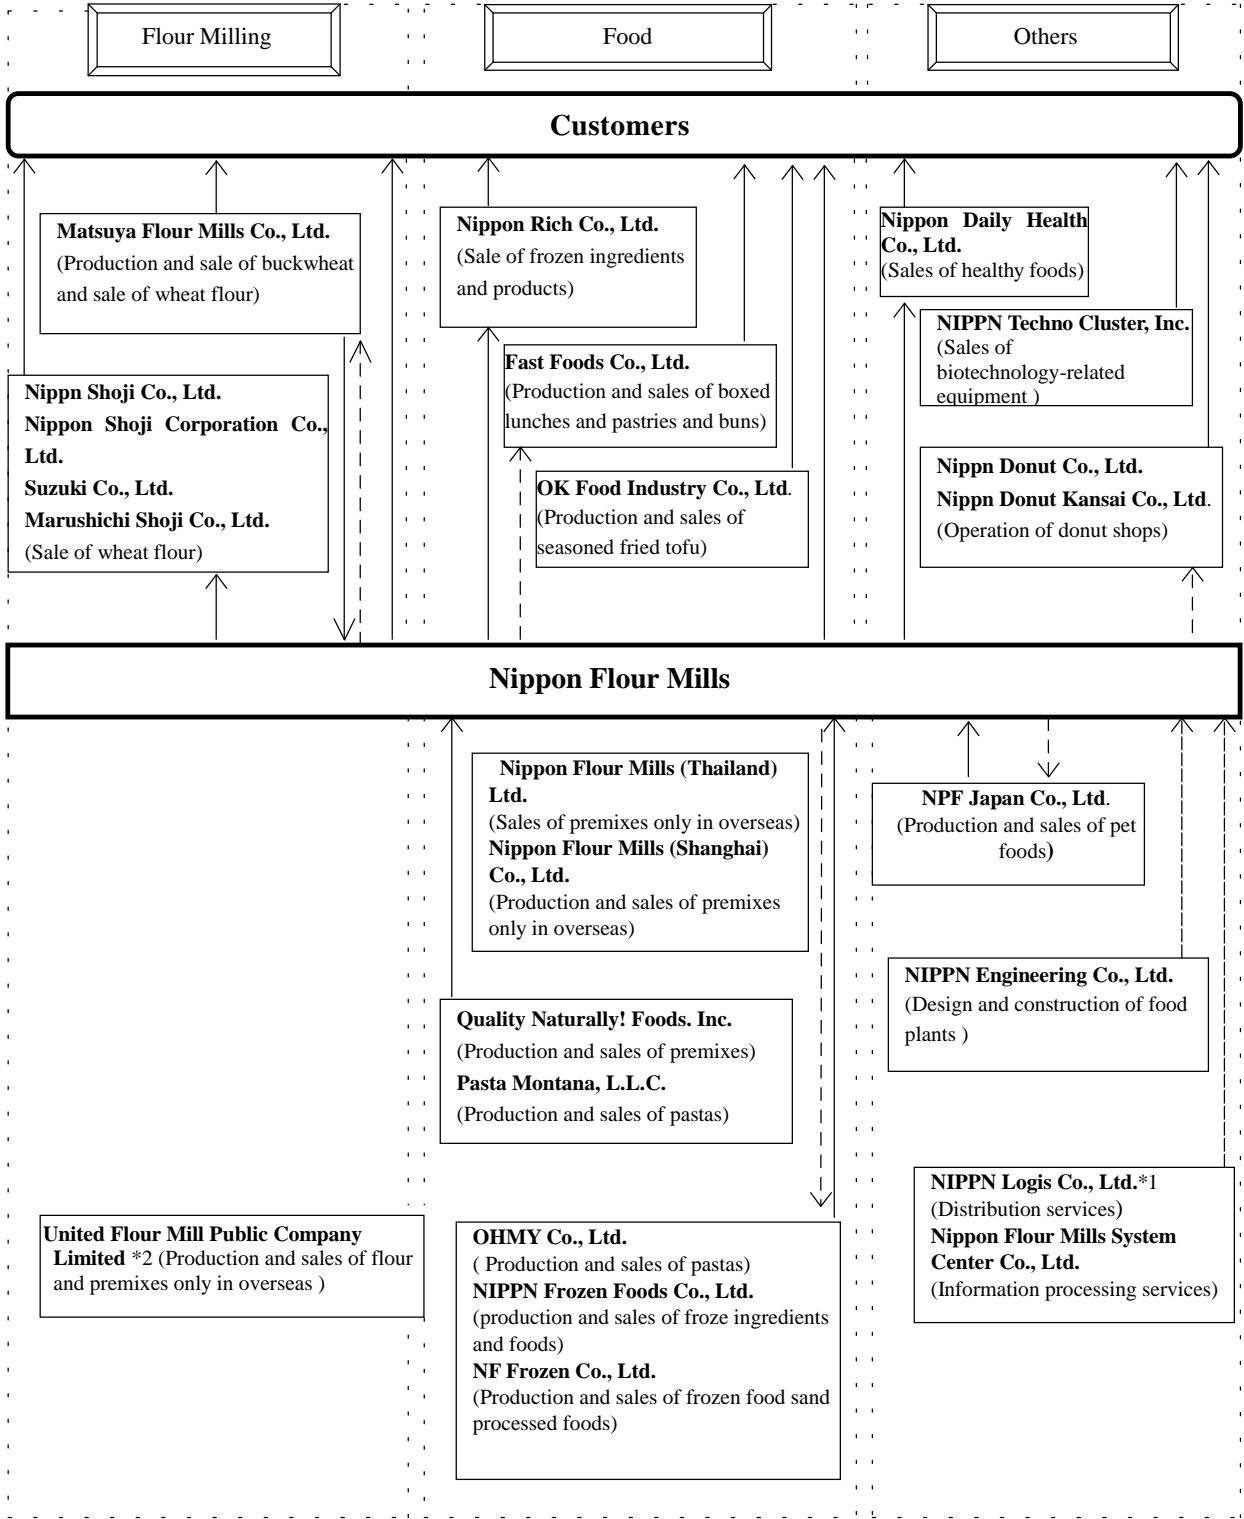 Flour Milling
Food
Others
Customers
Matsuya Flour Mills Co., Ltd.
(Production and sale of buckwheat
and sale of wheat flour)
Nippn Shoji Co., Ltd.
Nippon Shoji Corporation Co.,
Ltd.
Suzuki Co., Ltd.
Marushichi Shoji Co., Ltd.
(Sale of wheat flour)
Nippon Rich Co., Ltd.
(Sale of frozen ingredients
and products)
Fast Foods Co., Ltd.
(Production and sales of boxed
lunches and pastries and buns)
OK Food Industry Co., Ltd.
(Production and sales of
seasoned fried tofu)
Nippon Daily Health
Co., Ltd.
(Sales of healthy foods)
NIPPN Techno Cluster, Inc.
(Sales of
biotechnology-related
equipment )
Nippn Donut Co., Ltd.
Nippn Donut Kansai Co., Ltd.
(Operation of donut shops)
Nippon Flour Mills
Nippon Flour Mills (Thailand)
Ltd.
(Sales of premixes only in overseas)
Nippon Flour Mills (Shanghai)
Co., Ltd.
(Production and sales of premixes
only in overseas)
Quality Naturally! Foods. Inc.
(Production and sales of premixes)
Pasta Montana, L.L.C.
(Production and sales of pastas)
NPF Japan Co., Ltd.
(Production and sales of pet
foods)
NIPPN Engineering Co., Ltd.
(Design and construction of food
plants )
United Flour Mill Public Company
Limited *2 (Production and sales of flour
and premixes only in overseas )
OHMY Co., Ltd.
( Production and sales of pastas)
NIPPN Frozen Foods Co., Ltd.
(production and sales of froze ingredients
and foods)
NF Frozen Co., Ltd.
(Production and sales of frozen food sand
processed foods)
NIPPN Logis Co., Ltd.*1
(Distribution services)
Nippon Flour Mills System
Center Co., Ltd.
(Information processing services)